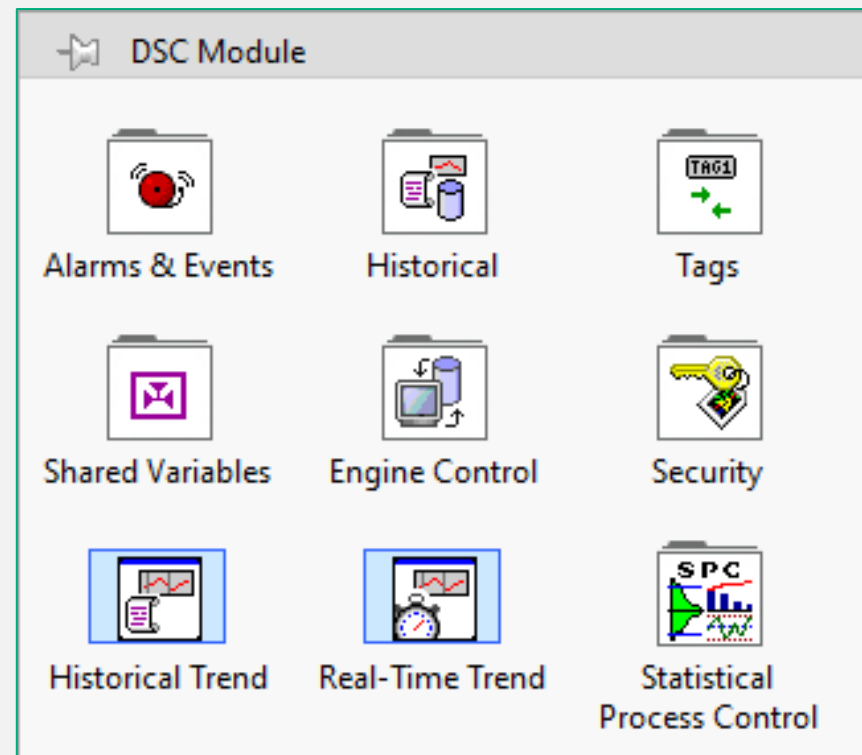 DSC Module
TAG1
Alarms & Events
Historical
Tags
Shared Variables
Engine Control
Security
SPC
Historical Trend
Real-Time Trend
Statistical
Process Control